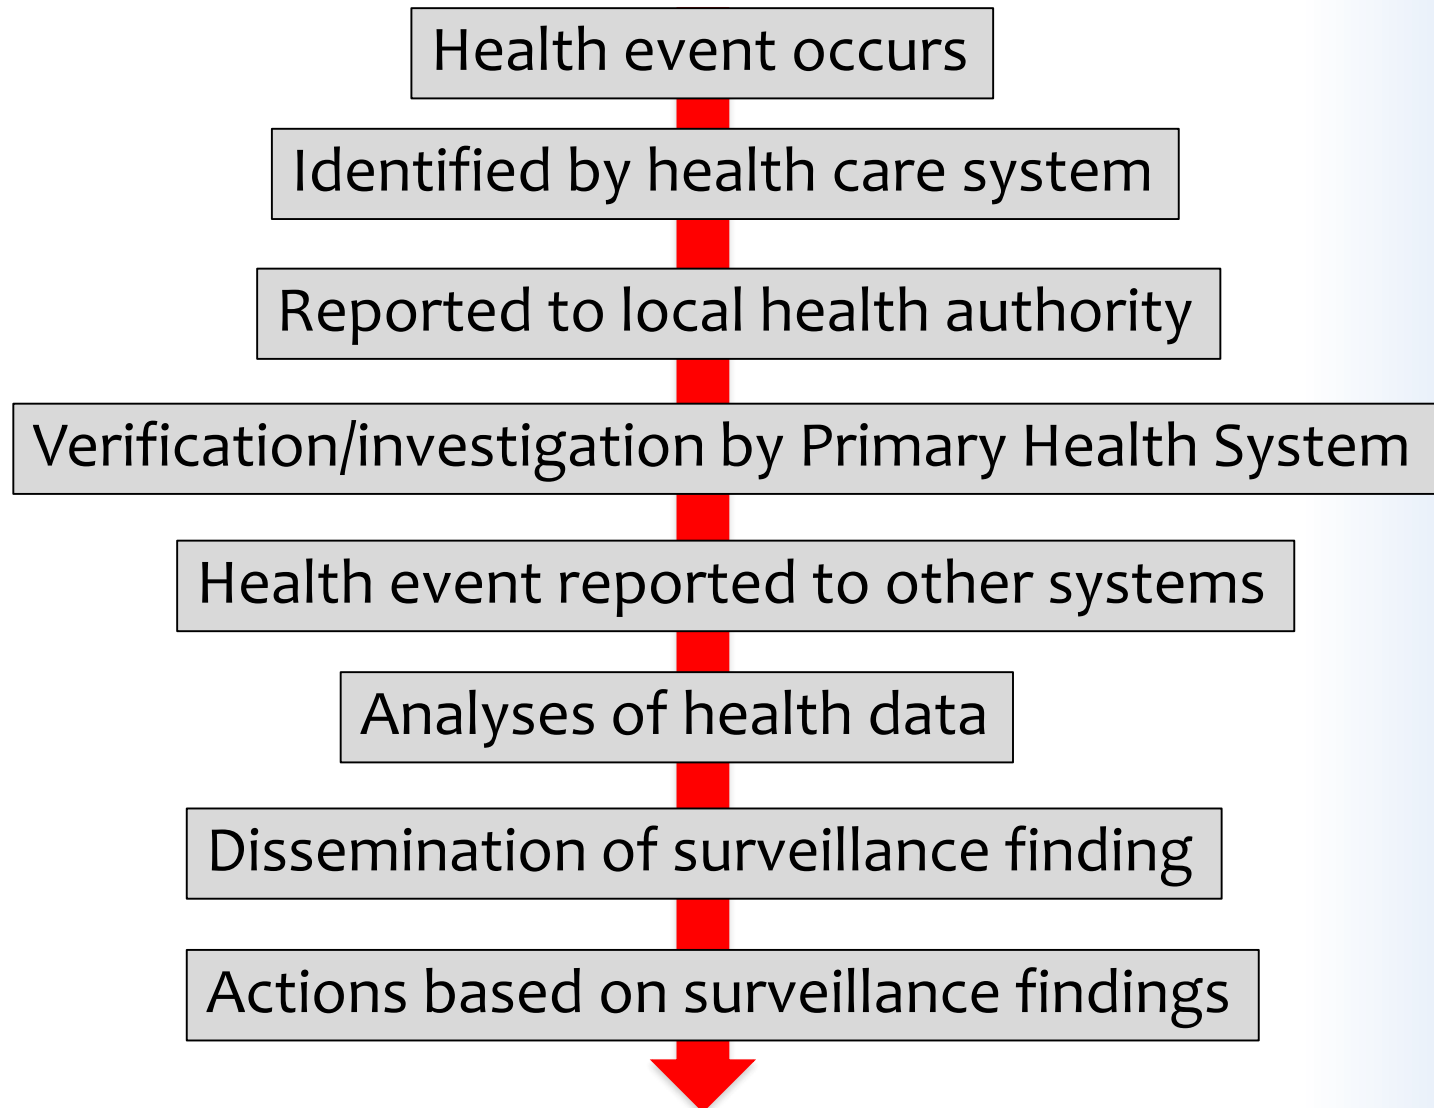 Health event occurs
Identified by health care system
Reported to local health authority
Verification/investigation by Primary Health System
Health event reported to other systems
Analyses of health data
Dissemination of surveillance finding
Actions based on surveillance findings